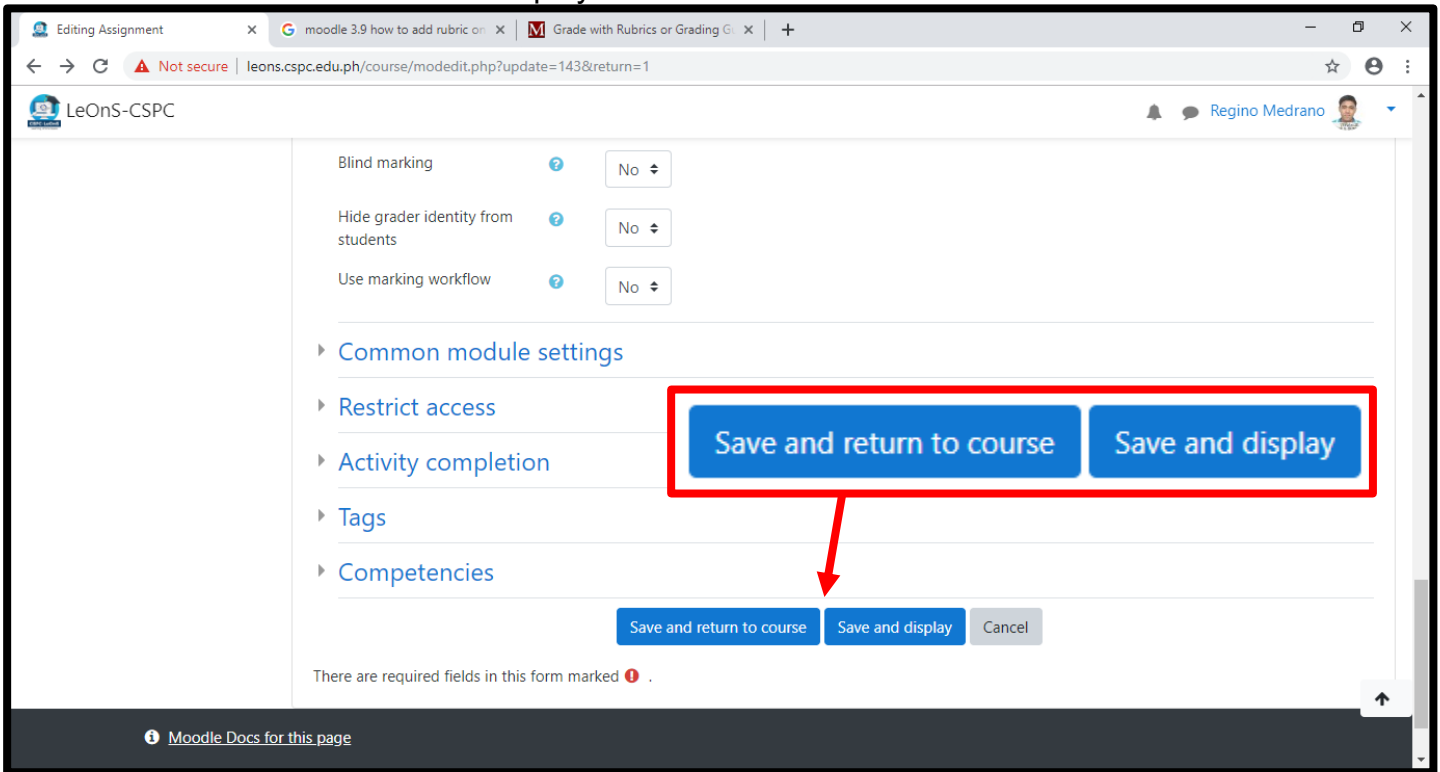 Editing Assignment
moodle 3.9 how to add rubric on
Grade with Rubrics or Grading G
Not secure | leons.cspc.edu.ph/course/modedit.php?update=143&return=1
LeOnS-CSPC
Regino Medrano
Blind marking
No
Hide grader identity from
students
No
Use marking workflow
No
Common module settings
Restrict access
Save and return to course Save and display
Activity completion
Tags
Competencies
Save and return to course Save and display Cancel
There are required fields in this form marked .
Moodle Docs for this page